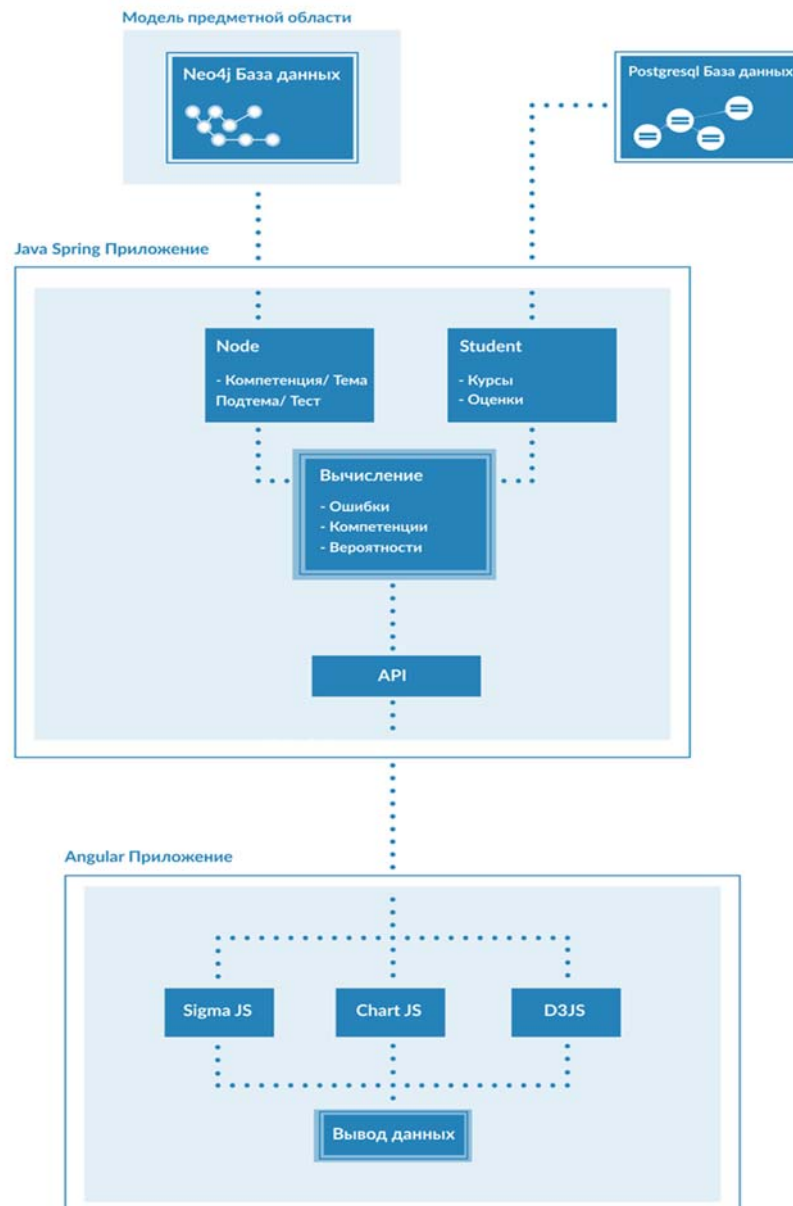 Модель предметной области
Neo4j База данных
Postgresql База данных
Java Spring Приложение
Node
- Компетенция/ Тема
Подтема/ Тест
Student
- Курсы
- Оценки
Вычисление
- Ошибки
- Компетенции
- Вероятности
API
Angular Приложение
Sigma JS
Chart JS
D3JS
Вывод данных